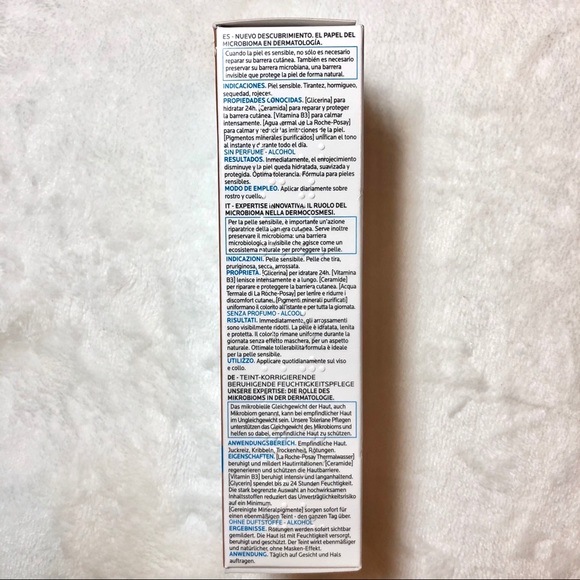 ES - NUEVO DESCUBRIMIENTO. EL PAPEL DEL
MICROBIOMA EN DERMATOLOGÍA.
Cuando la piel es sensible, no sólo es necesario
reparar su barrera cutánea. También es necesario
preservar su barrera microbiana, una barrera
invisible que protege la piel de forma natural.
INDICACIONES. Piel sensible. Tirantez, hormigueo,
sequedad, rojeces.
PROPIEDADES CONOCIDAS. [Glicerina] para
hidratar 24h. [Ceramida] para reparar y proteger
la barrera cutánea. [Vitamina B3] para calmar
intensamente. [Agua termal de La Roche-Posay]
para calmar y reducir las irritaciones de la piel.
[Pigmentos minerales purificados] unifican el tono
al instante y durante todo el día.
SIN PERFUME - ALCOHOL
RESULTADOS. Inmediatamente, el enrojecimiento
disminuye y la piel queda hidratada, suavizada y
protegida. Óptima tolerancia. Fórmula para pieles
sensibles.
MODO DE EMPLEO. Aplicar diariamente sobre
rostro y cuello.
IT - EXPERTISE INNOVATIVA: IL RUOLO DEL
MICROBIOMA NELLA DERMOCOSMESI.
Per la pelle sensibile, è importante un'azione
riparatrice della barriera cutanea. Serve inoltre
preservare il microbioma: una barriera
microbiologica invisibile che agisce come un
ecosistema naturale per proteggere la pelle.
INDICAZIONI. Pelle sensibile. Pelle che tira,
pruriginosa, secca, arrossata.
PROPRIETÀ. [Glicerina] per idratare 24h. [Vitamina
B3] lenisce intensamente e a lungo. [Ceramide]
per riparare e proteggere la barriera cutanea. [Acqua
Termale di La Roche-Posay] per lenire e ridurre i
discomfort cutanei. [Pigmenti minerali purificati]
uniformano il colorito all'istante e per tutta la giornata.
SENZA PROFUMO - ALCOOL
RISULTATI. Immediatamente, gli arrossamenti
sono visibilmente ridotti. La pelle è idratata, lenita
e protetta. Il colorito rimane uniforme durante la
giornata senza effetto maschera, per un aspetto
naturale. Ottimale tollerabilità: formula è ideale
per la pelle sensibile.
UTILIZZO. Applicare quotidianamente sul viso
e collo.
DE - TEINT-KORRIGIERENDE
BERUHIGENDE FEUCHTIGKEITSPFLEGE
UNSERE EXPERTISE: DIE ROLLE DES
MIKROBIOMS IN DER DERMATOLOGIE.
Das mikrobielle Gleichgewicht der Haut, auch
Mikrobiom genannt, kann bei empfindlicher Haut
im Ungleichgewicht sein. Unsere Toleriane Pflegen
unterstützen das Gleichgewicht des Mikrobioms und
helfen so dabei, empfindliche Haut zu schützen.
ANWENDUNGSBEREICH. Empfindliche Haut.
Juckreiz, Kribbeln, Trockenheit, Rötungen.
EIGENSCHAFTEN. [La Roche-Posay Thermalwasser]
beruhigt und mildert Hautirritationen. [Ceramide]
regenerieren und schützen die Hautbarriere.
[Vitamin B3] beruhigt intensiv und langanhaltend.
[Glycerin] spendet bis zu 24 Stunden Feuchtigkeit.
Die stark begrenzte Auswahl an hochwirksamen
Inhaltsstoffen reduziert das Unverträglichkeitsrisiko
auf ein Minimum.
[Gereinigte Mineralpigmente] sorgen sofort für
einen ebenmäßigen Teint - den ganzen Tag über.
OHNE DUFTSTOFFE - ALKOHOL
ERGEBNISSE. Rötungen werden sofort sichtbar
gemildert. Die Haut ist mit Feuchtigkeit versorgt,
beruhigt und geschützt. Der Teint wirkt ebenmäßiger
und natürlicher, ohne Masken-Effekt.
ANWENDUNG. Täglich auf Gesicht und Hals
auftragen.